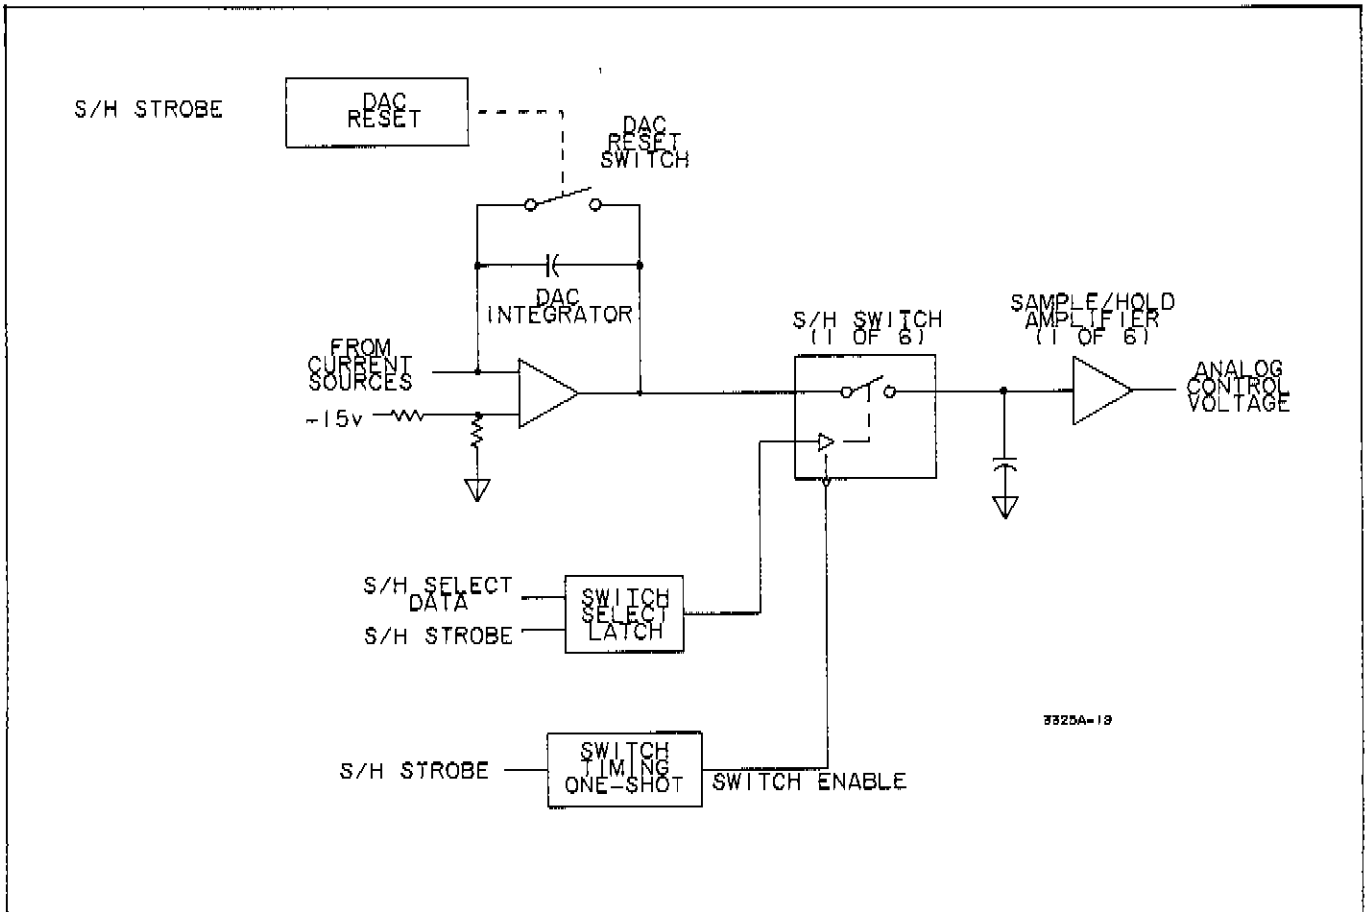 S/H STROBE
DAC
RESET
DAC
RESET
SWITCH
DAC
INTEGRATOR
FROM
CURRENT
SOURCES
-15v
S/H SWITCH
(1 OF 6)
SAMPLE/HOLD
AMPLIFIER
(1 OF 6)
ANALOG
CONTROL
VOLTAGE
S/H SELECT
DATA
S/H STROBE
SWITCH
SELECT
LATCH
3325A-19
S/H STROBE
SWITCH
TIMING
ONE-SHOT
SWITCH ENABLE